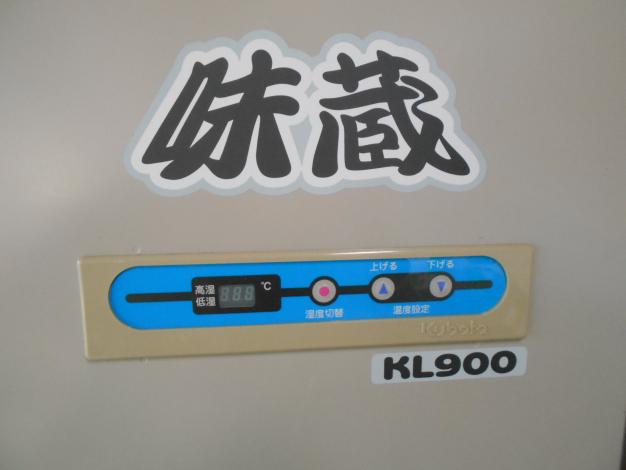 味蔵
上げる 下げる
高湿 ℃
低湿
湿度切替 温度設定
Kubota
KL900